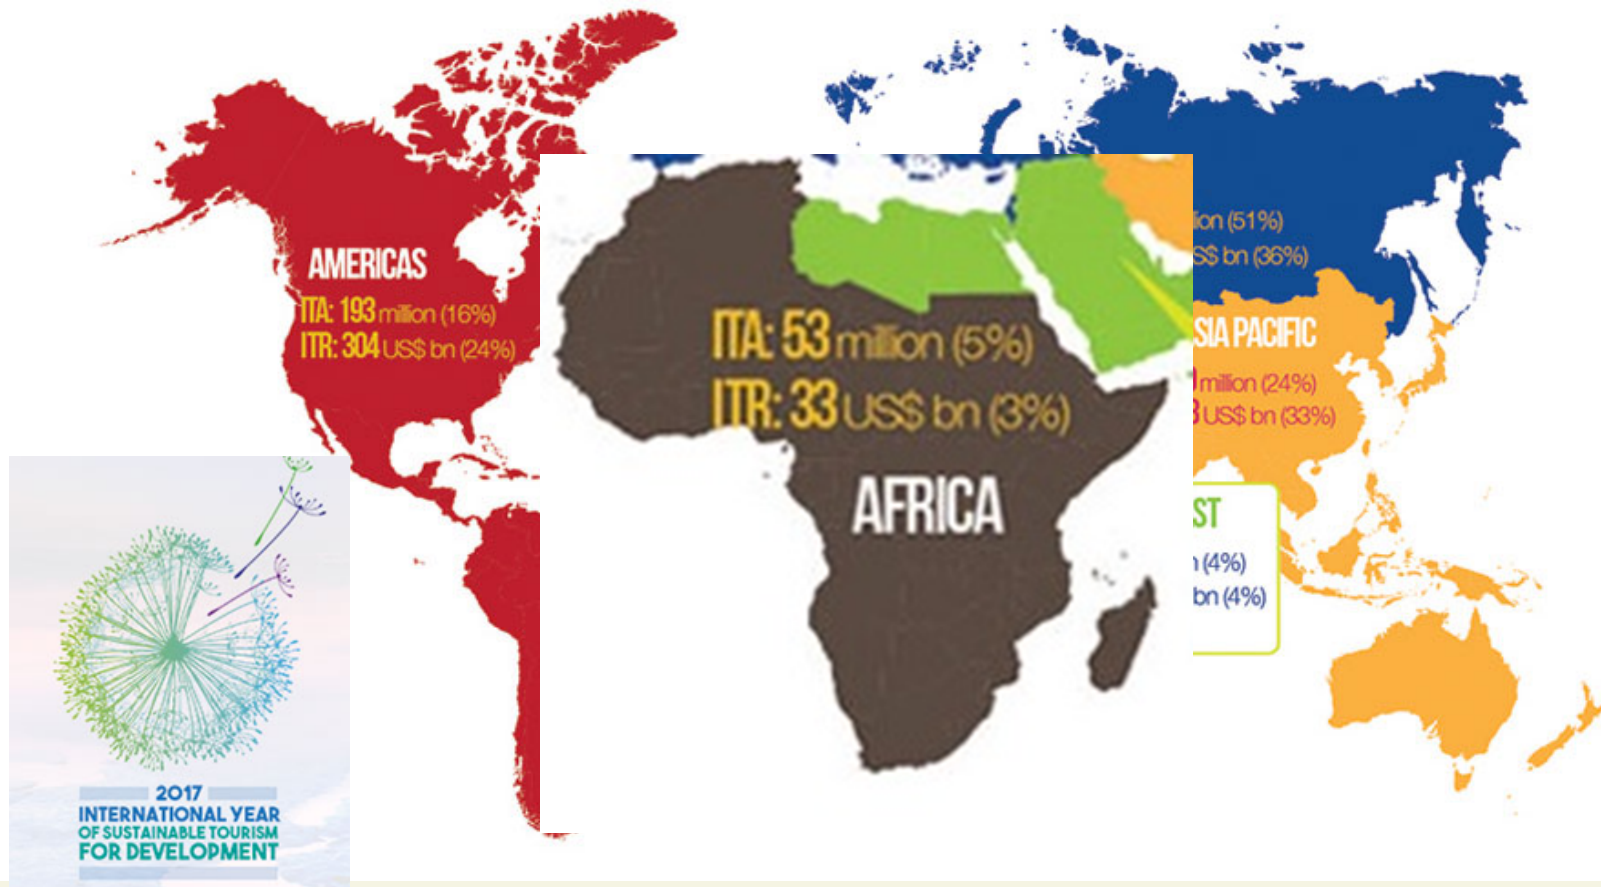 AMERICAS
ITA: 193 million (16%)
ITR: 304 US$ bn (24%)
ITA: 53 million (5%)
ITR: 33 US$ bn (3%)
AFRICA
(51%)
S$ bn (36%)
SIA PACIFIC
million (24%)
US$ bn (33%)
ST
(4%)
bn (4%)
2017
INTERNATIONAL YEAR
OF SUSTAINABLE TOURISM
FOR DEVELOPMENT